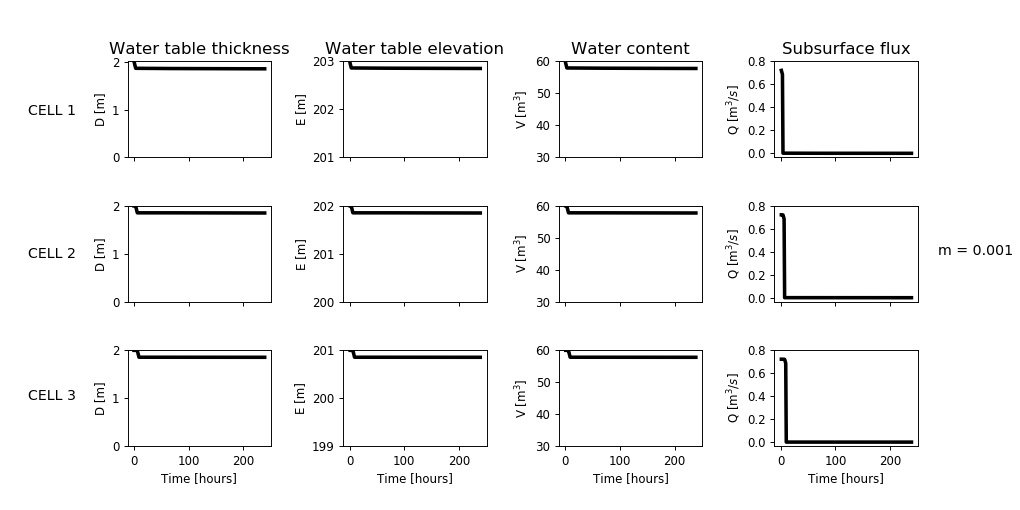 Water table thickness Water table elevation Water content Subsurface flux
CELL 1
D [m]
2
1
0
E [m]
203
202
201
V [m³]
60
50
40
30
Q [m³/s]
0.8
0.6
0.4
0.2
0.0
CELL 2
D [m]
2
1
0
E [m]
202
201
200
V [m³]
60
50
40
30
Q [m³/s]
0.8
0.6
0.4
0.2
0.0
m = 0.001
CELL 3
D [m]
2
1
0
E [m]
201
200
199
V [m³]
60
50
40
30
Q [m³/s]
0.8
0.6
0.4
0.2
0.0
0 100 200 0 100 200 0 100 200 0 100 200
Time [hours] Time [hours] Time [hours] Time [hours]